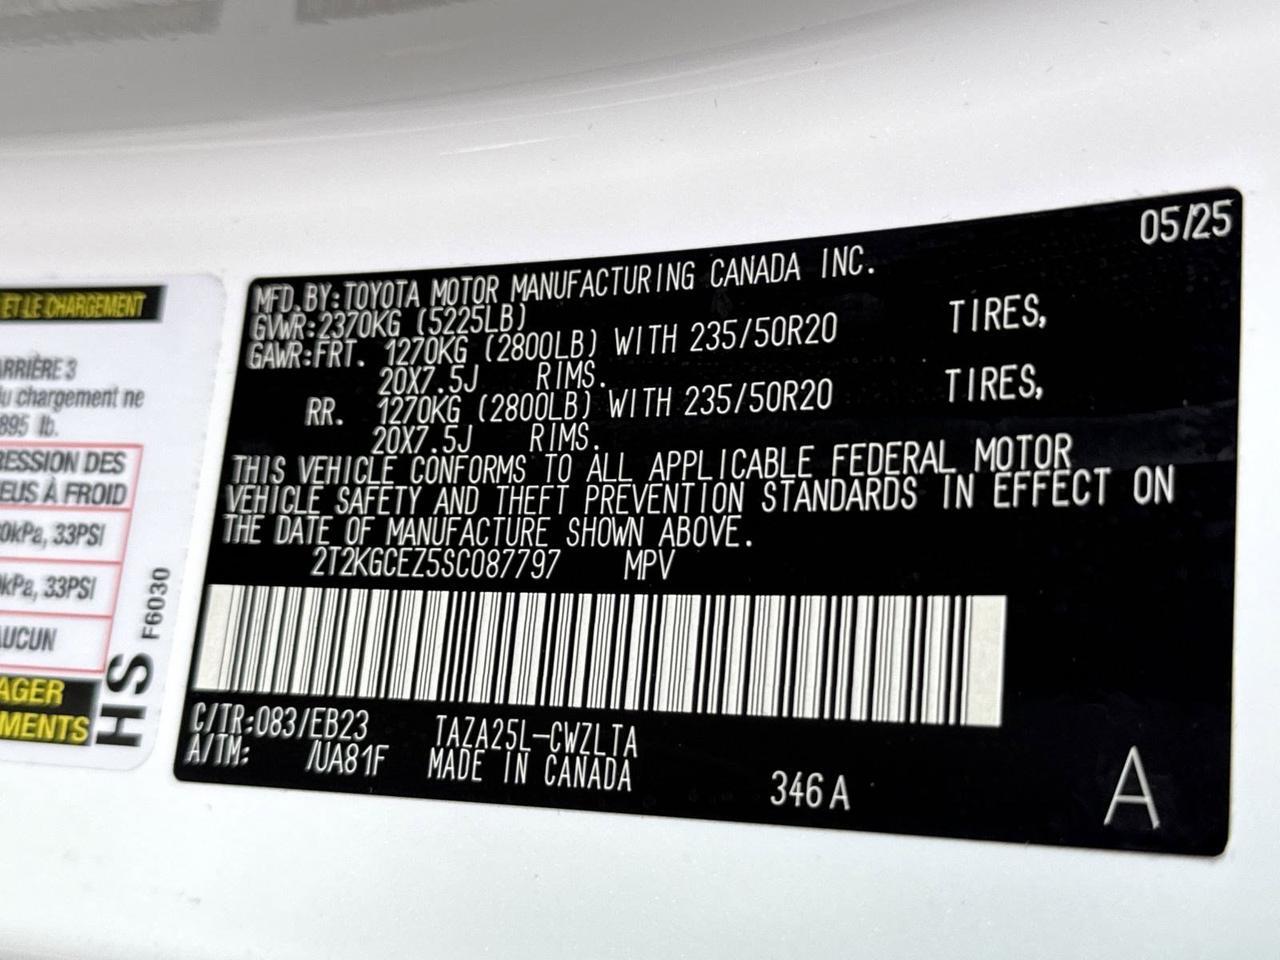 ET LE CHARGEMENT
ARRIÈRE 3
du chargement ne
895 lb.
RESSION DES
EUS À FROID
0kPa, 33PSI
kPa, 33PSI
AUCUN
AGER
MENTS
HS
F6030
05/25
MFD.BY:TOYOTA MOTOR MANUFACTURING CANADA INC.
GVWR:2370KG (5225LB)
GAWR:FRT. 1270KG (2800LB) WITH 235/50R20 TIRES,
20X7.5J RIMS.
RR. 1270KG (2800LB) WITH 235/50R20 TIRES,
20X7.5J RIMS.
THIS VEHICLE CONFORMS TO ALL APPLICABLE FEDERAL MOTOR
VEHICLE SAFETY AND THEFT PREVENTION STANDARDS IN EFFECT ON
THE DATE OF MANUFACTURE SHOWN ABOVE.
2T2KGCEZ5SC087797 MPV
C/TR:083/EB23 TAZA25L-CWZLTA
A/TM: /UA81F MADE IN CANADA
346A
A